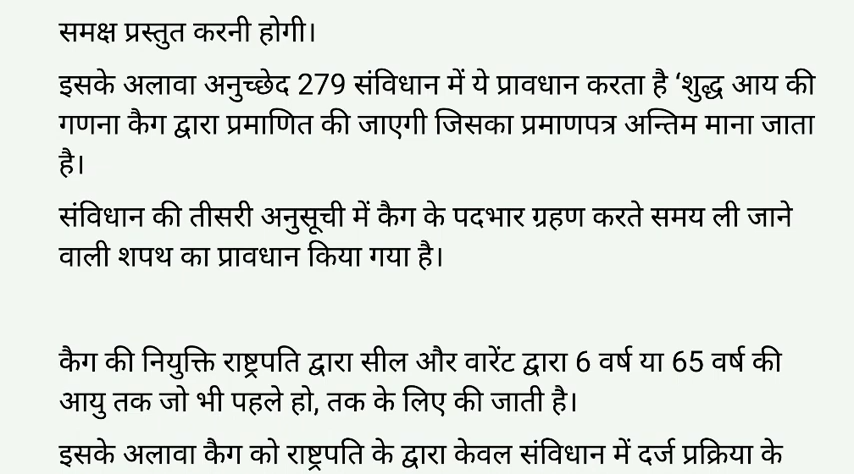 समक्ष प्रस्तुत करनी होगी।
इसके अलावा अनुच्छेद 279 संविधान में ये प्रावधान करता है ‘शुद्ध आय की
गणना कैग द्वारा प्रमाणित की जाएगी जिसका प्रमाणपत्र अन्तिम माना जाता
है।
संविधान की तीसरी अनुसूची में कैग के पदभार ग्रहण करते समय ली जाने
वाली शपथ का प्रावधान किया गया है।
कैग की नियुक्ति राष्ट्रपति द्वारा सील और वारेंट द्वारा 6 वर्ष या 65 वर्ष की
आयु तक जो भी पहले हो, तक के लिए की जाती है।
इसके अलावा कैग को राष्ट्रपति के द्वारा केवल संविधान में दर्ज प्रक्रिया के